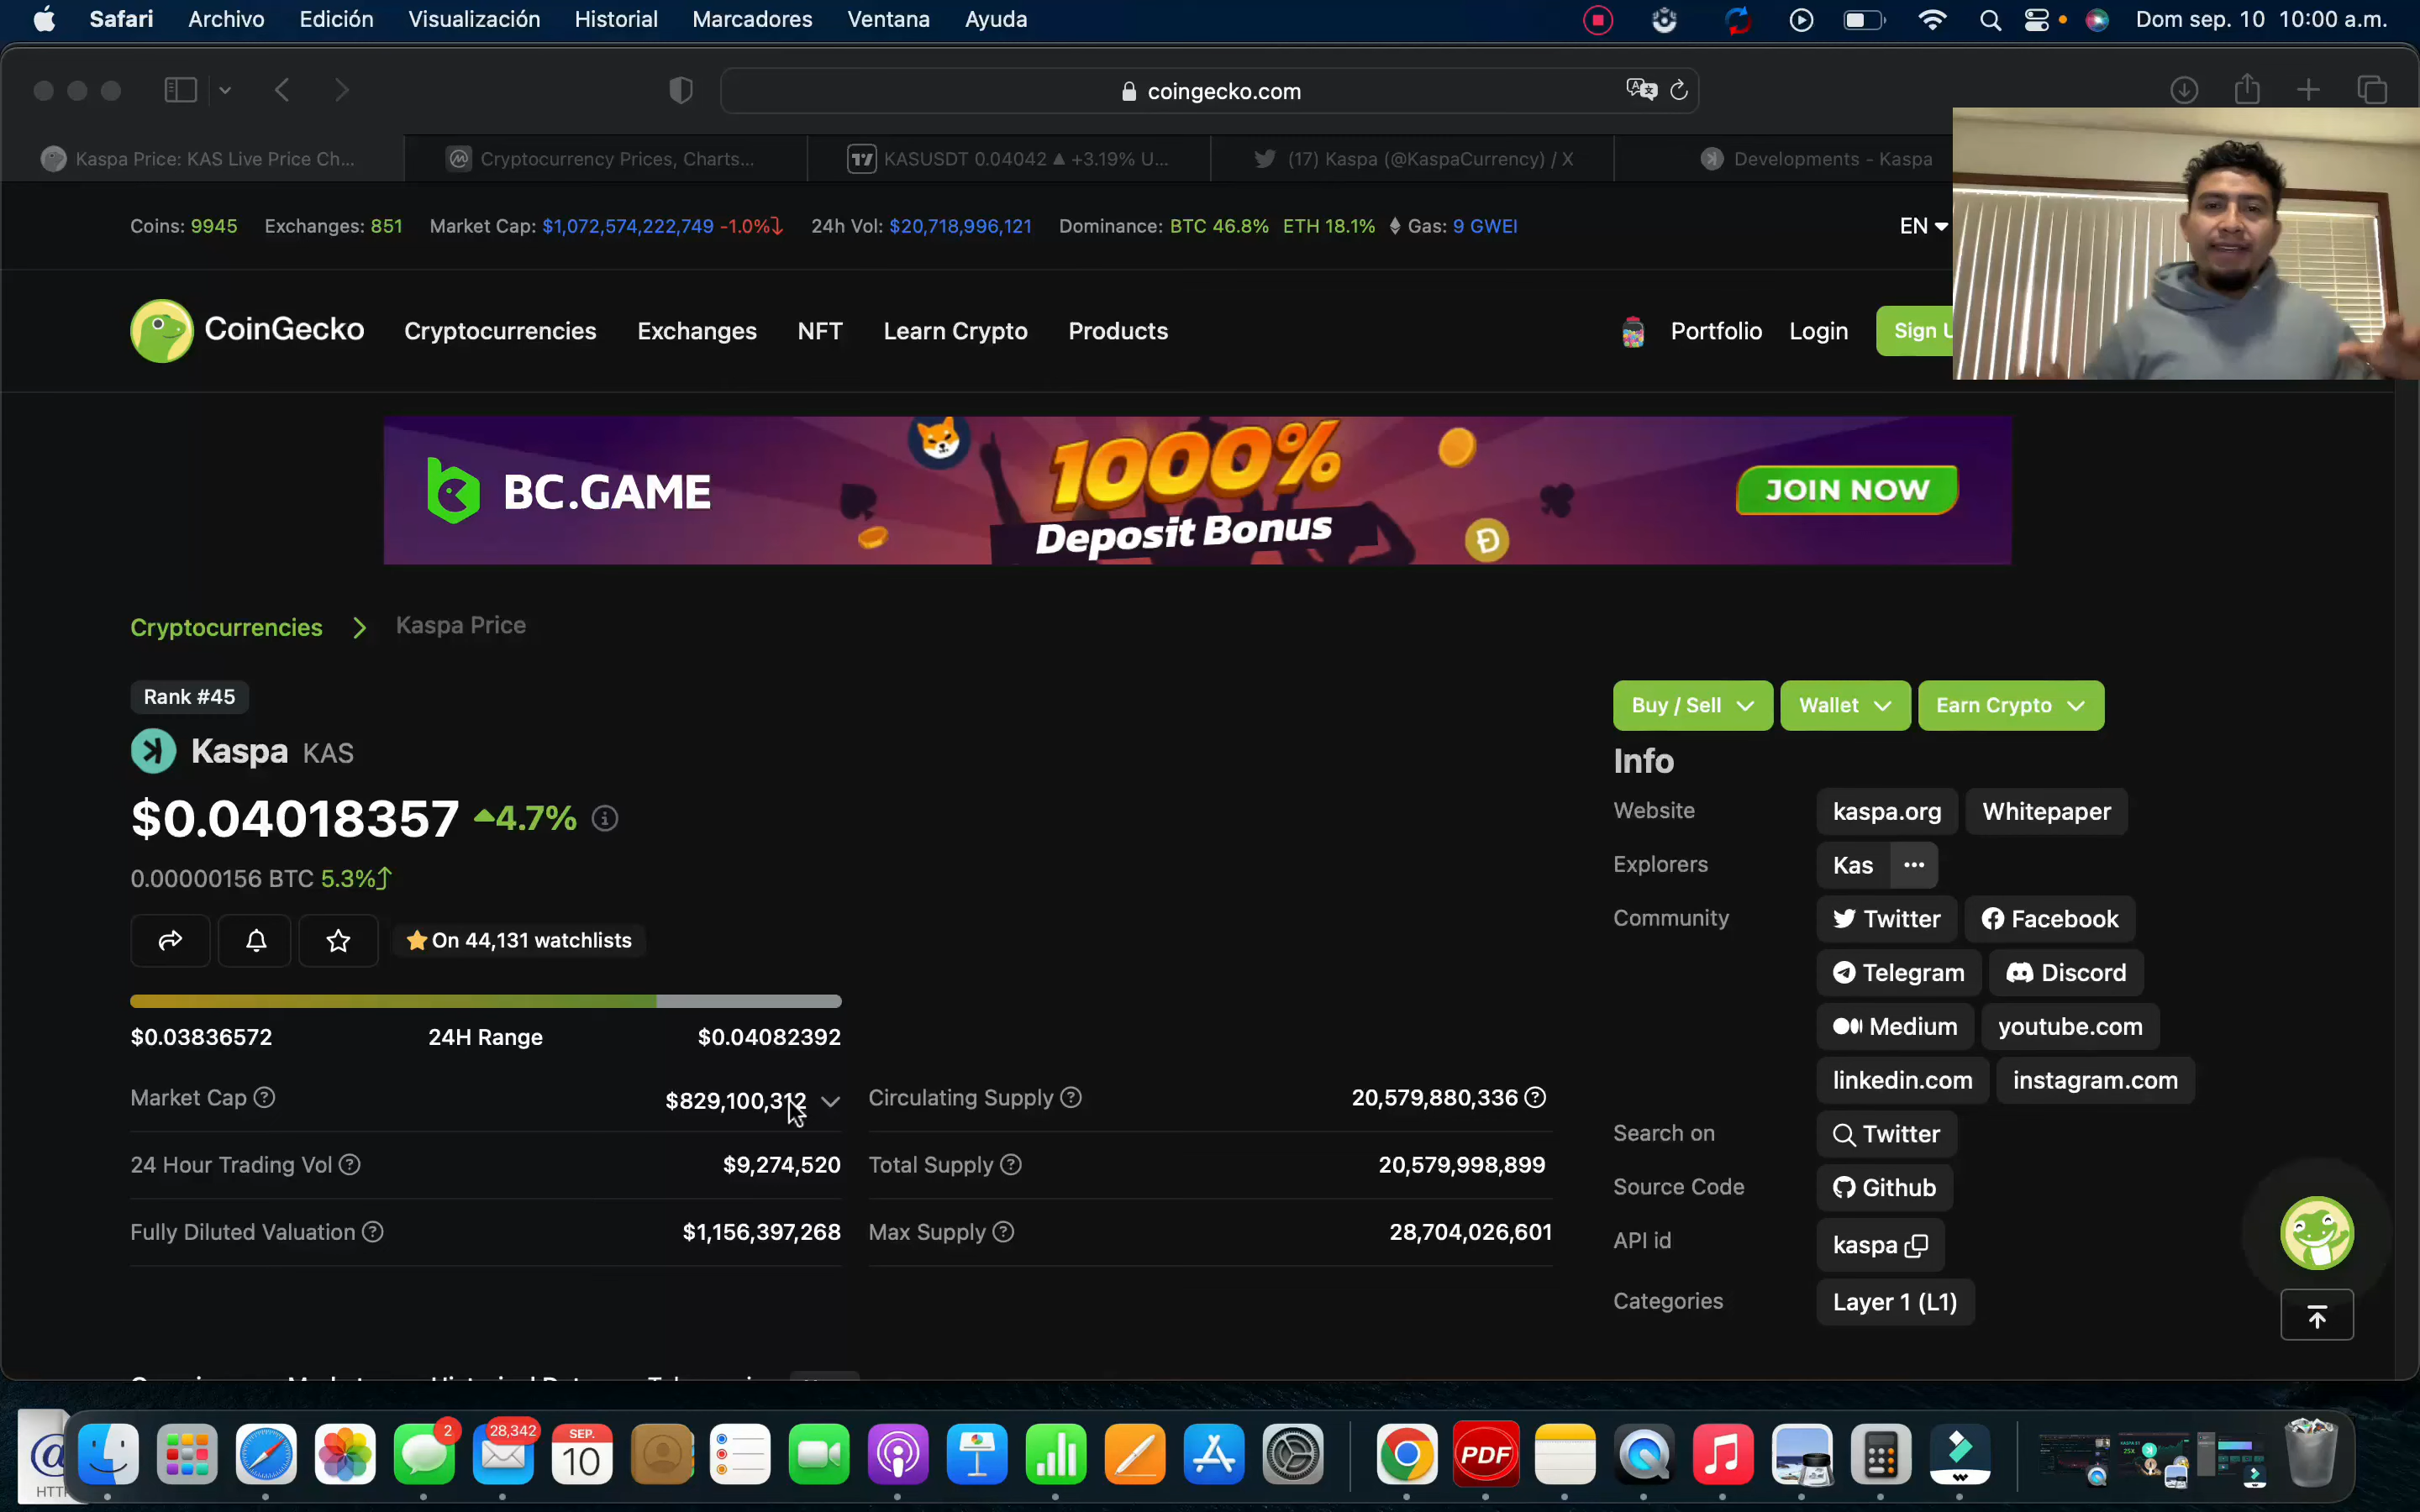 Safari Archivo Edición Visualización Historial Marcadores Ventana Ayuda Dom sep. 10 10:00 a.m.
coingecko.com
Kaspa Price: KAS Live Price Ch... Cryptocurrency Prices, Charts... KASUSDT 0.04042 ▲ +3.19% U... (17) Kaspa (@KaspaCurrency) / X Developments - Kaspa
Coins: 9945 Exchanges: 851 Market Cap: $1,072,574,222,749 -1.0% 24h Vol: $20,718,996,121 Dominance: BTC 46.8% ETH 18.1% Gas: 9 GWEI EN
CoinGecko Cryptocurrencies Exchanges NFT Learn Crypto Products Portfolio Login Sign U
BC.GAME 1000% Deposit Bonus JOIN NOW
Cryptocurrencies > Kaspa Price
Rank #45
Kaspa KAS
$0.04018357 4.7%
0.00000156 BTC 5.3%
On 44,131 watchlists
$0.03836572 24H Range $0.04082392
Market Cap $829,100,312 Circulating Supply 20,579,880,336
24 Hour Trading Vol $9,274,520 Total Supply 20,579,998,899
Fully Diluted Valuation $1,156,397,268 Max Supply 28,704,026,601
Buy / Sell Wallet Earn Crypto
Info
Website kaspa.org Whitepaper
Explorers Kas ...
Community Twitter Facebook
Telegram Discord
Medium youtube.com
linkedin.com instagram.com
Search on Twitter
Source Code Github
API id kaspa
Categories Layer 1 (L1)
2 28,342 SEP. 10 PDF